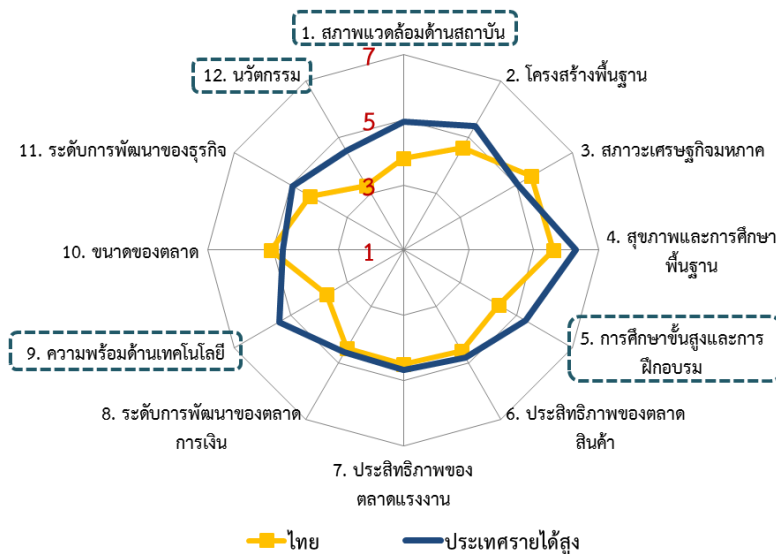 1. สภาพแวดล้อมด้านสถาบัน
7
12. นวัตกรรม
2. โครงสร้างพื้นฐาน
5
11. ระดับการพัฒนาของธุรกิจ
3. สภาวะเศรษฐกิจมหภาค
3
10. ขนาดของตลาด
1
4. สุขภาพและการศึกษา
พื้นฐาน
9. ความพร้อมด้านเทคโนโลยี
5. การศึกษาขั้นสูงและการ
ฝึกอบรม
8. ระดับการพัฒนาของตลาด
การเงิน
6. ประสิทธิภาพของตลาด
สินค้า
7. ประสิทธิภาพของ
ตลาดแรงงาน
ไทย
ประเทศรายได้สูง